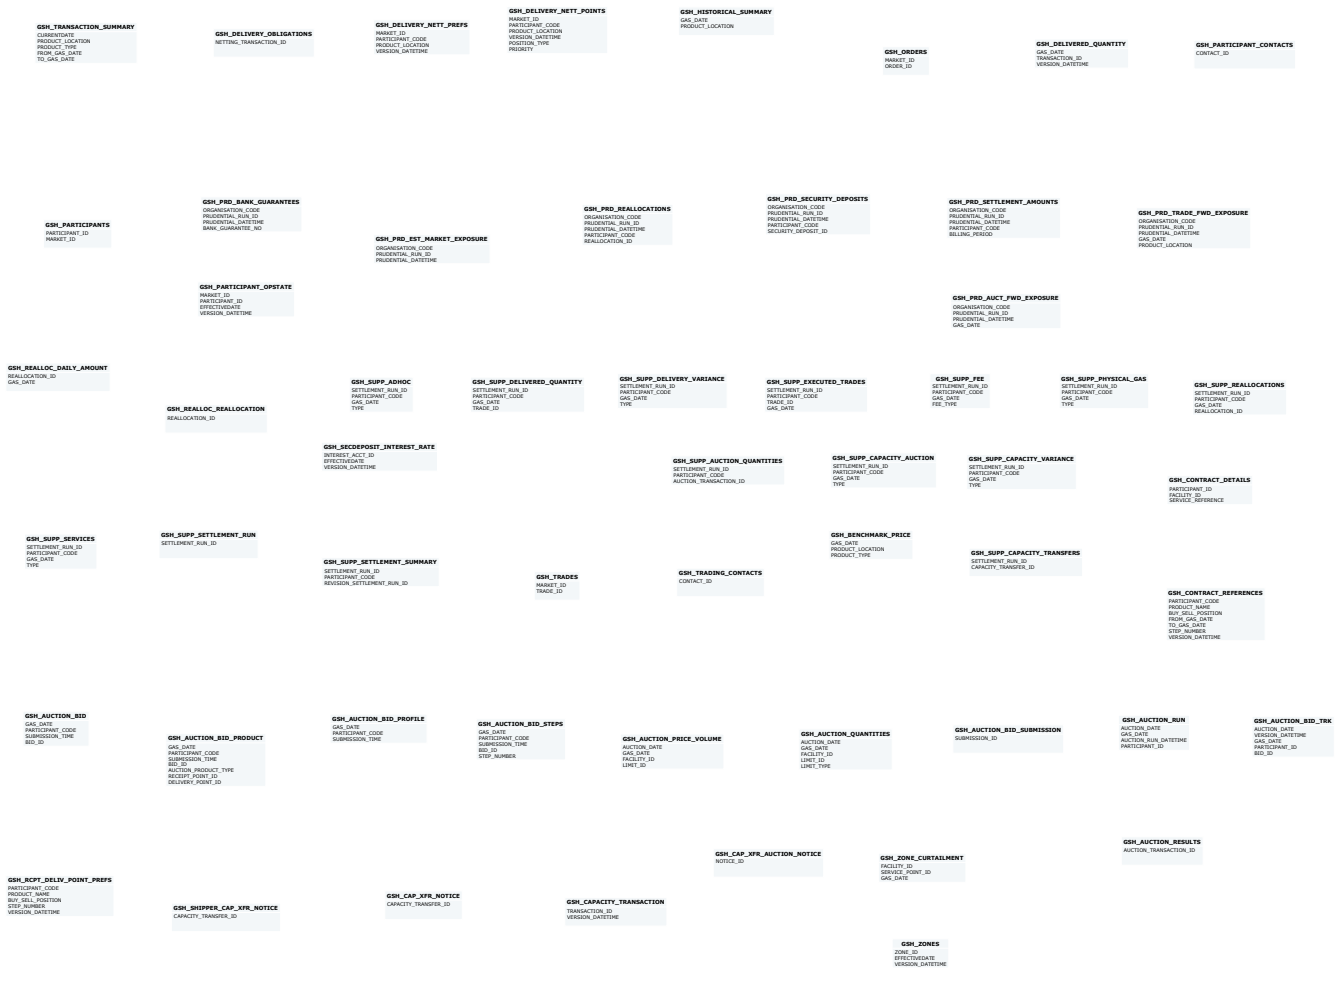 GSH_TRANSACTION_SUMMARY
CURRENTDATE
PRODUCT_LOCATION
PRODUCT_TYPE
FROM_GAS_DATE
TO_GAS_DATE
GSH_DELIVERY_OBLIGATIONS
NETTING_TRANSACTION_ID
GSH_DELIVERY_NETT_PREFS
MARKET_ID
PARTICIPANT_CODE
PRODUCT_LOCATION
VERSION_DATETIME
GSH_DELIVERY_NETT_POINTS
MARKET_ID
PARTICIPANT_CODE
PRODUCT_LOCATION
VERSION_DATETIME
POSITION_TYPE
PRIORITY
GSH_HISTORICAL_SUMMARY
GAS_DATE
PRODUCT_LOCATION
GSH_ORDERS
MARKET_ID
ORDER_ID
GSH_DELIVERED_QUANTITY
GAS_DATE
TRANSACTION_ID
VERSION_DATETIME
GSH_PARTICIPANT_CONTACTS
CONTACT_ID
GSH_PARTICIPANTS
PARTICIPANT_ID
MARKET_ID
GSH_PRD_BANK_GUARANTEES
ORGANISATION_CODE
PRUDENTIAL_RUN_ID
PRUDENTIAL_DATETIME
BANK_GUARANTEE_NO
GSH_PRD_EST_MARKET_EXPOSURE
ORGANISATION_CODE
PRUDENTIAL_RUN_ID
PRUDENTIAL_DATETIME
GSH_PRD_REALLOCATIONS
ORGANISATION_CODE
PRUDENTIAL_RUN_ID
PRUDENTIAL_DATETIME
PARTICIPANT_CODE
REALLOCATION_ID
GSH_PRD_SECURITY_DEPOSITS
ORGANISATION_CODE
PRUDENTIAL_RUN_ID
PRUDENTIAL_DATETIME
PARTICIPANT_CODE
SECURITY_DEPOSIT_ID
GSH_PRD_SETTLEMENT_AMOUNTS
ORGANISATION_CODE
PRUDENTIAL_RUN_ID
PRUDENTIAL_DATETIME
PARTICIPANT_CODE
BILLING_PERIOD
GSH_PRD_TRADE_FWD_EXPOSURE
ORGANISATION_CODE
PRUDENTIAL_RUN_ID
PRUDENTIAL_DATETIME
GAS_DATE
PRODUCT_LOCATION
GSH_PARTICIPANT_OPSTATE
MARKET_ID
PARTICIPANT_ID
EFFECTIVEDATE
VERSION_DATETIME
GSH_PRD_AUCT_FWD_EXPOSURE
ORGANISATION_CODE
PRUDENTIAL_RUN_ID
PRUDENTIAL_DATETIME
GAS_DATE
GSH_REALLOC_DAILY_AMOUNT
REALLOCATION_ID
GAS_DATE
GSH_REALLOC_REALLOCATION
REALLOCATION_ID
GSH_SUPP_ADHOC
SETTLEMENT_RUN_ID
PARTICIPANT_CODE
GAS_DATE
TYPE
GSH_SUPP_DELIVERED_QUANTITY
SETTLEMENT_RUN_ID
PARTICIPANT_CODE
GAS_DATE
TRADE_ID
GSH_SUPP_DELIVERY_VARIANCE
SETTLEMENT_RUN_ID
PARTICIPANT_CODE
GAS_DATE
TYPE
GSH_SUPP_EXECUTED_TRADES
SETTLEMENT_RUN_ID
PARTICIPANT_CODE
TRADE_ID
GAS_DATE
GSH_SUPP_FEE
SETTLEMENT_RUN_ID
PARTICIPANT_CODE
GAS_DATE
FEE_TYPE
GSH_SUPP_PHYSICAL_GAS
SETTLEMENT_RUN_ID
PARTICIPANT_CODE
GAS_DATE
TYPE
GSH_SUPP_REALLOCATIONS
SETTLEMENT_RUN_ID
PARTICIPANT_CODE
GAS_DATE
REALLOCATION_ID
GSH_SECDEPOSIT_INTEREST_RATE
INTEREST_ACCT_ID
EFFECTIVEDATE
VERSION_DATETIME
GSH_SUPP_AUCTION_QUANTITIES
SETTLEMENT_RUN_ID
PARTICIPANT_CODE
AUCTION_TRANSACTION_ID
GSH_SUPP_CAPACITY_AUCTION
SETTLEMENT_RUN_ID
PARTICIPANT_CODE
GAS_DATE
TYPE
GSH_SUPP_CAPACITY_VARIANCE
SETTLEMENT_RUN_ID
PARTICIPANT_CODE
GAS_DATE
TYPE
GSH_CONTRACT_DETAILS
PARTICIPANT_ID
FACILITY_ID
SERVICE_REFERENCE
GSH_SUPP_SERVICES
SETTLEMENT_RUN_ID
PARTICIPANT_CODE
GAS_DATE
TYPE
GSH_SUPP_SETTLEMENT_RUN
SETTLEMENT_RUN_ID
GSH_SUPP_SETTLEMENT_SUMMARY
SETTLEMENT_RUN_ID
PARTICIPANT_CODE
REVISION_SETTLEMENT_RUN_ID
GSH_TRADES
MARKET_ID
TRADE_ID
GSH_TRADING_CONTACTS
CONTACT_ID
GSH_BENCHMARK_PRICE
GAS_DATE
PRODUCT_LOCATION
PRODUCT_TYPE
GSH_SUPP_CAPACITY_TRANSFERS
SETTLEMENT_RUN_ID
CAPACITY_TRANSFER_ID
GSH_CONTRACT_REFERENCES
PARTICIPANT_CODE
PRODUCT_NAME
BUY_SELL_POSITION
FROM_GAS_DATE
TO_GAS_DATE
STEP_NUMBER
VERSION_DATETIME
GSH_AUCTION_BID
GAS_DATE
PARTICIPANT_CODE
SUBMISSION_TIME
BID_ID
GSH_AUCTION_BID_PRODUCT
GAS_DATE
PARTICIPANT_CODE
SUBMISSION_TIME
BID_ID
AUCTION_PRODUCT_TYPE
RECEIPT_POINT_ID
DELIVERY_POINT_ID
GSH_AUCTION_BID_PROFILE
GAS_DATE
PARTICIPANT_CODE
SUBMISSION_TIME
GSH_AUCTION_BID_STEPS
GAS_DATE
PARTICIPANT_CODE
SUBMISSION_TIME
BID_ID
STEP_NUMBER
GSH_AUCTION_PRICE_VOLUME
AUCTION_DATE
GAS_DATE
FACILITY_ID
LIMIT_ID
GSH_AUCTION_QUANTITIES
AUCTION_DATE
GAS_DATE
FACILITY_ID
LIMIT_ID
LIMIT_TYPE
GSH_AUCTION_BID_SUBMISSION
SUBMISSION_ID
GSH_AUCTION_RUN
AUCTION_DATE
GAS_DATE
AUCTION_RUN_DATETIME
PARTICIPANT_ID
GSH_AUCTION_BID_TRK
AUCTION_DATE
VERSION_DATETIME
GAS_DATE
PARTICIPANT_ID
BID_ID
GSH_RCPT_DELIV_POINT_PREFS
PARTICIPANT_CODE
PRODUCT_NAME
BUY_SELL_POSITION
STEP_NUMBER
VERSION_DATETIME
GSH_SHIPPER_CAP_XFR_NOTICE
CAPACITY_TRANSFER_ID
GSH_CAP_XFR_NOTICE
CAPACITY_TRANSFER_ID
GSH_CAPACITY_TRANSACTION
TRANSACTION_ID
VERSION_DATETIME
GSH_CAP_XFR_AUCTION_NOTICE
NOTICE_ID
GSH_ZONE_CURTAILMENT
FACILITY_ID
SERVICE_POINT_ID
GAS_DATE
GSH_AUCTION_RESULTS
AUCTION_TRANSACTION_ID
GSH_ZONES
ZONE_ID
EFFECTIVEDATE
VERSION_DATETIME